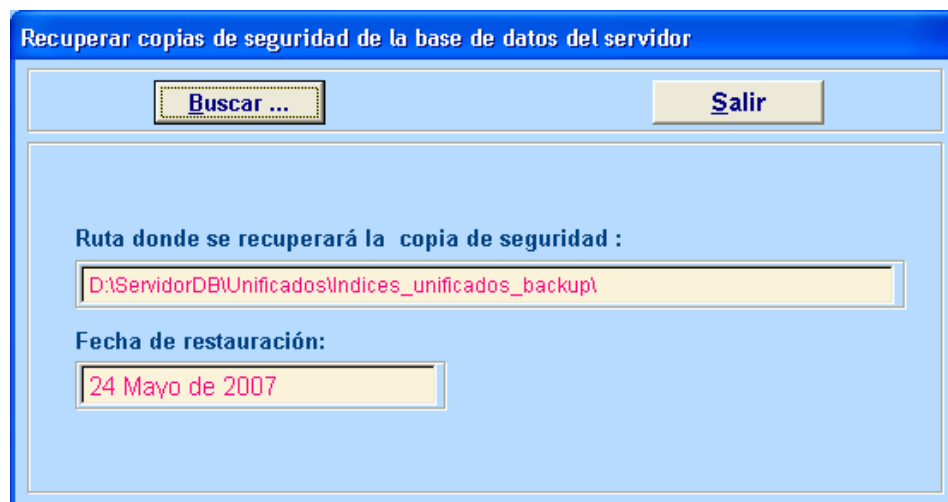 Recuperar copias de seguridad de la base de datos del servidor
Buscar ... Salir
Ruta donde se recuperará la copia de seguridad :
D:\ServidorDB\Unificados\Indices_unificados_backup\
Fecha de restauración:
24 Mayo de 2007